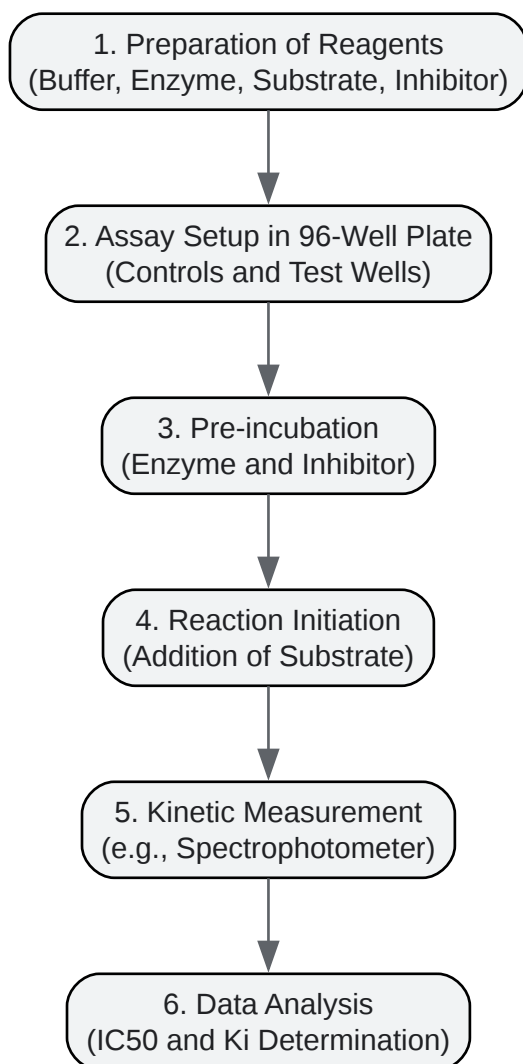 1. Preparation of Reagents
(Buffer, Enzyme, Substrate, Inhibitor)
2. Assay Setup in 96-Well Plate
(Controls and Test Wells)
3. Pre-incubation
(Enzyme and Inhibitor)
4. Reaction Initiation
(Addition of Substrate)
5. Kinetic Measurement
(e.g., Spectrophotometer)
6. Data Analysis
(IC50 and Ki Determination)